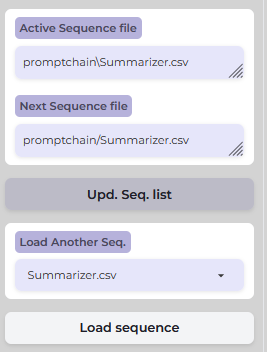 Active Sequence file
promptchain\Summarizer.csv
Next Sequence file
promptchain/Summarizer.csv
Upd. Seq. list
Load Another Seq.
Summarizer.csv
Load sequence